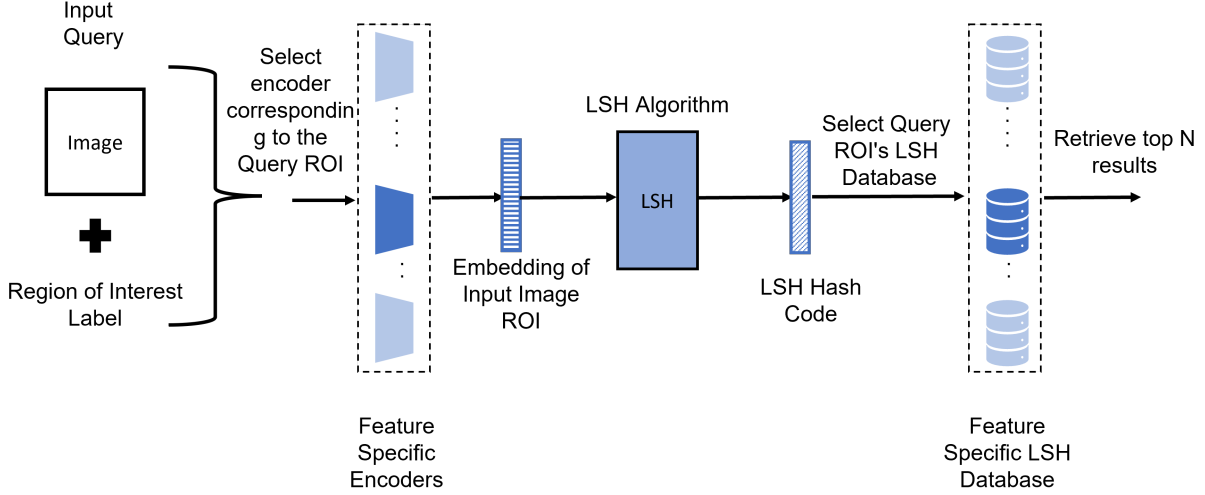 Input
Query
Image
Region of Interest
Label
Select
encoder
correspondin
g to the
Query ROI
Feature
Specific
Encoders
Embedding of
Input Image
ROI
LSH Algorithm
LSH
LSH Hash
Code
Select Query
ROI's LSH
Database
Feature
Specific LSH
Database
Retrieve top N
results